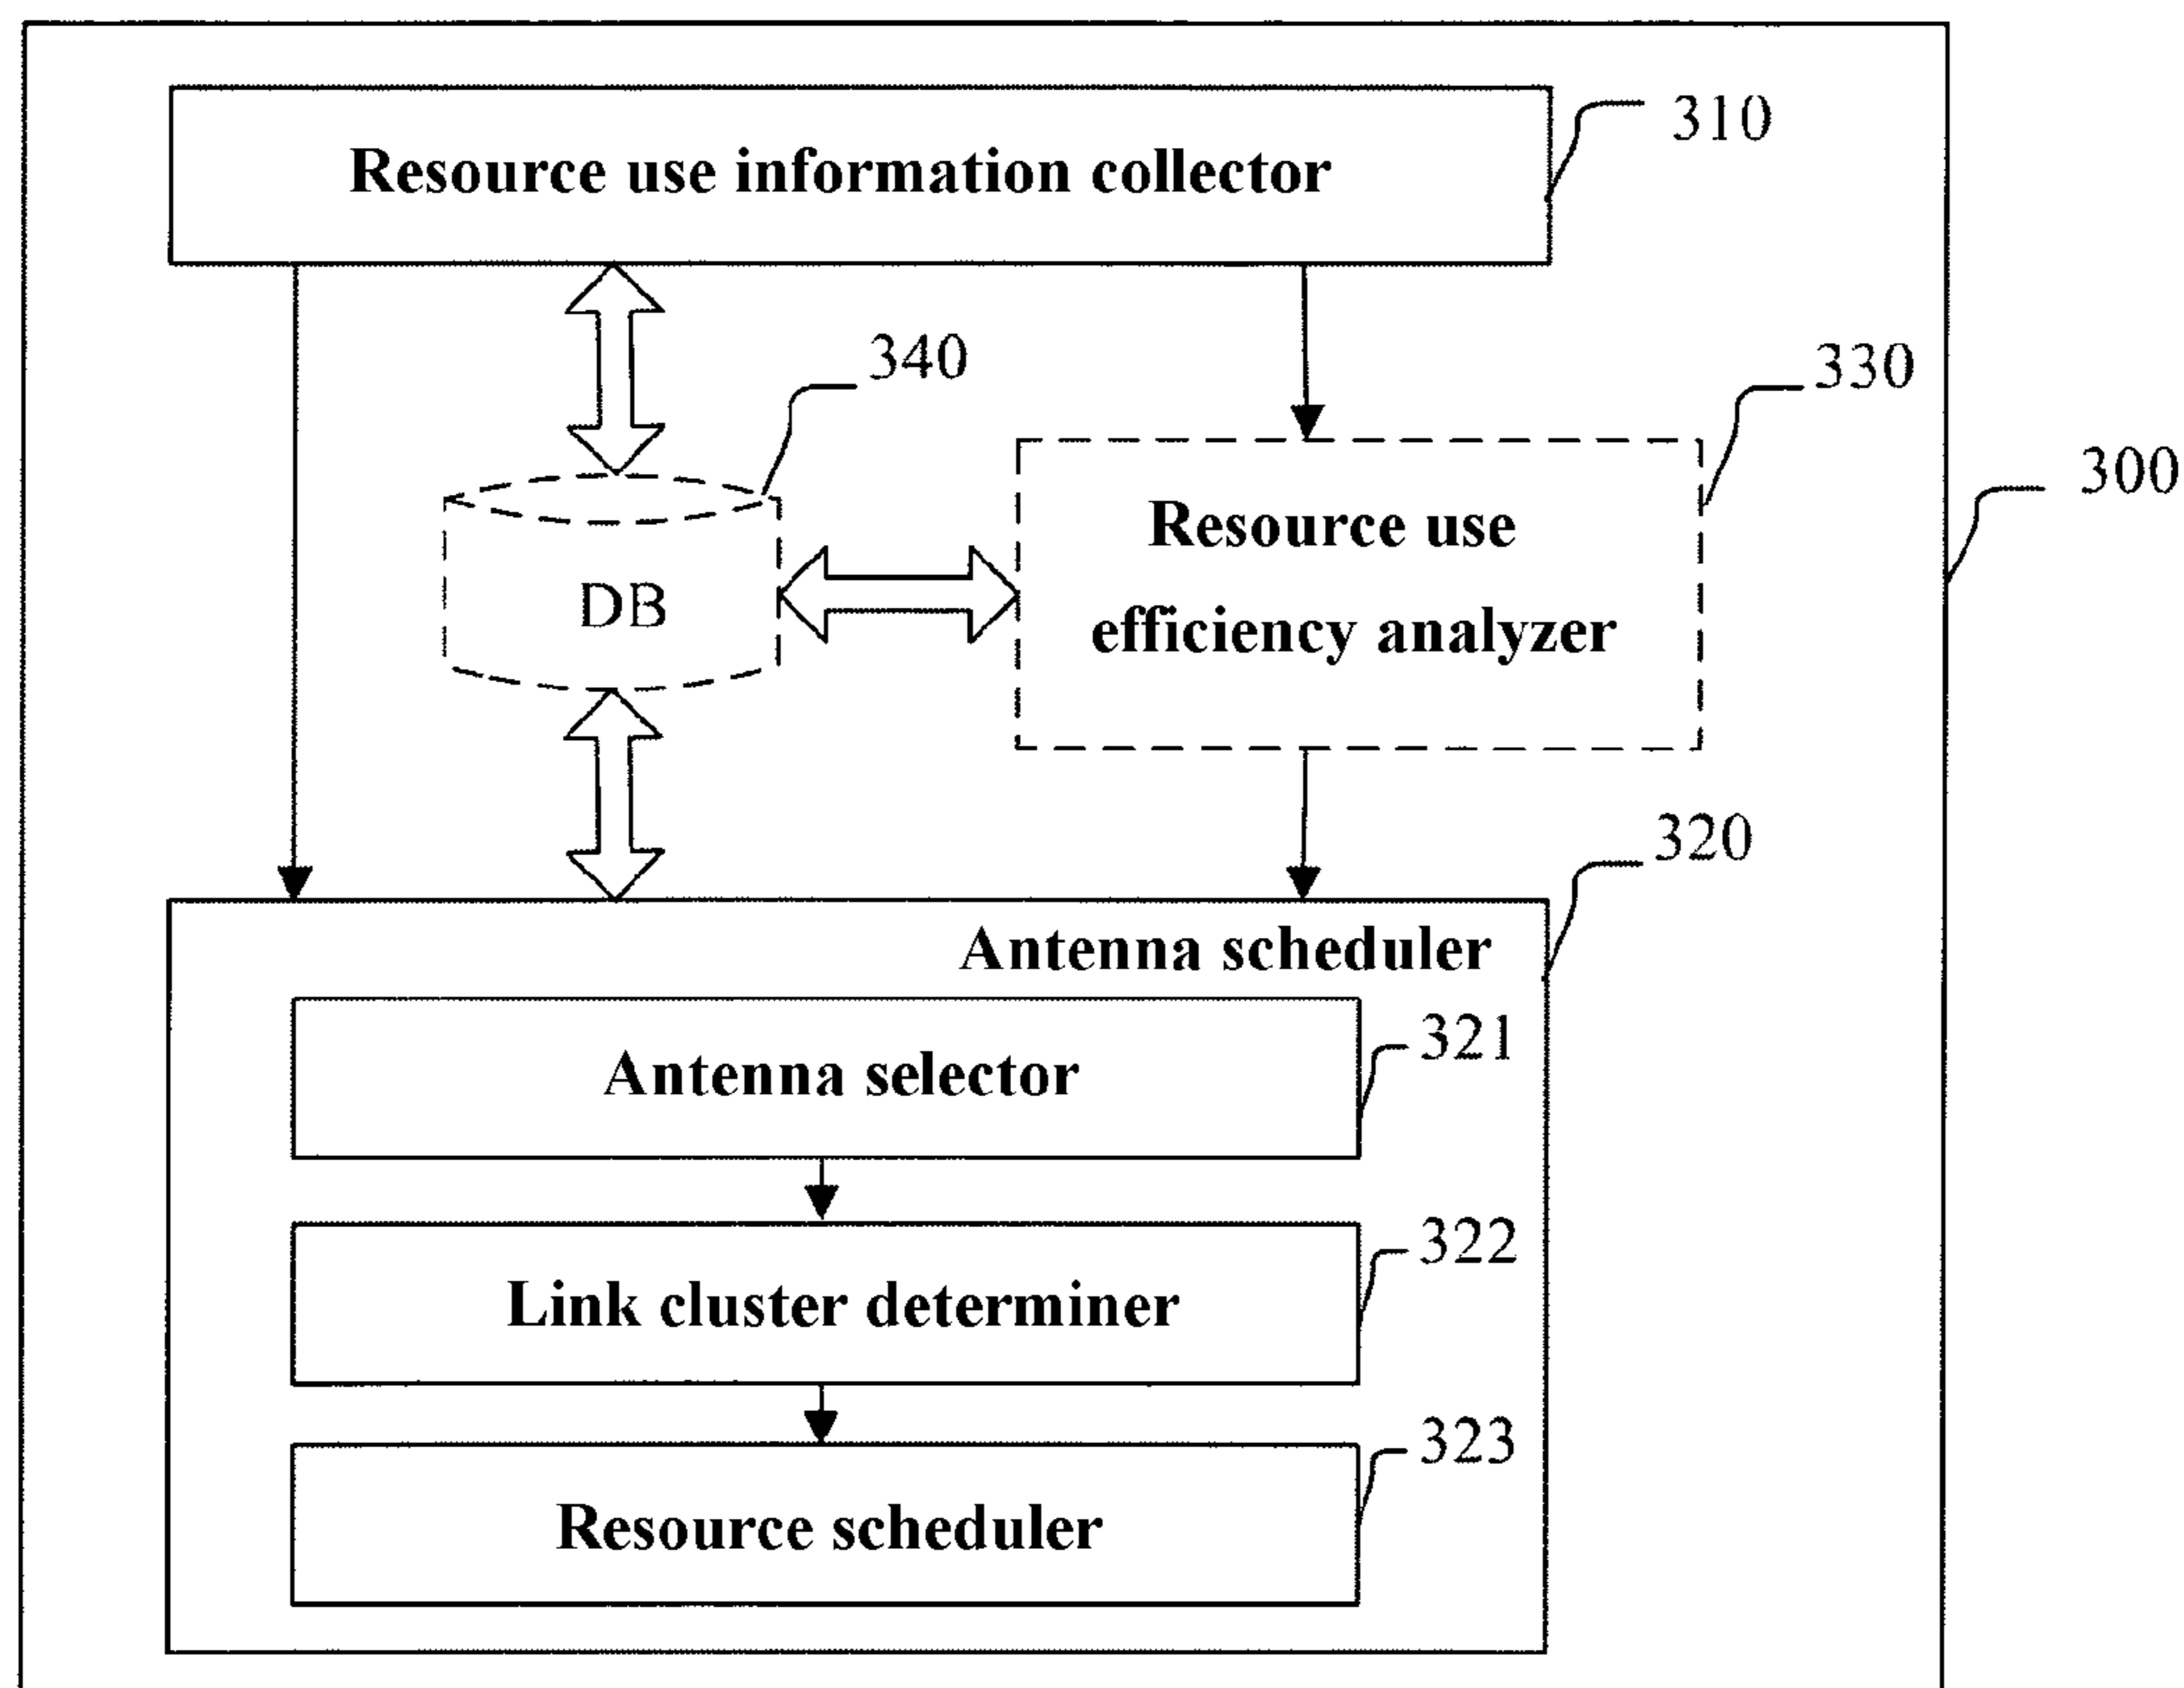 Resource use information collector
310
340
330
300
Resource use
efficiency analyzer
DB
320
Antenna scheduler
321
Antenna selector
322
Link cluster determiner
323
Resource scheduler